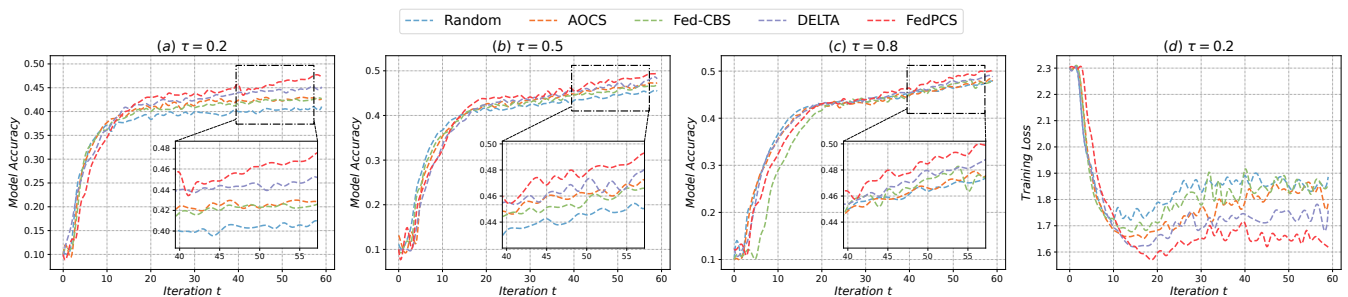 Random AOCS Fed-CBS DELTA FedPCS
(a) τ = 0.2
Model Accuracy
0.50
0.45
0.40
0.35
0.30
0.25
0.20
0.15
0.10
0.48
0.46
0.44
0.42
0.40
40 45 50 55
0 10 20 30 40 50 60
Iteration t
(b) τ = 0.5
Model Accuracy
0.5
0.4
0.3
0.2
0.1
0.50
0.48
0.46
0.44
40 45 50 55
0 10 20 30 40 50 60
Iteration t
(c) τ = 0.8
Model Accuracy
0.5
0.4
0.3
0.2
0.1
0.50
0.48
0.46
0.44
40 45 50 55
0 10 20 30 40 50 60
Iteration t
(d) τ = 0.2
Training Loss
2.3
2.2
2.1
2.0
1.9
1.8
1.7
1.6
0 10 20 30 40 50 60
Iteration t